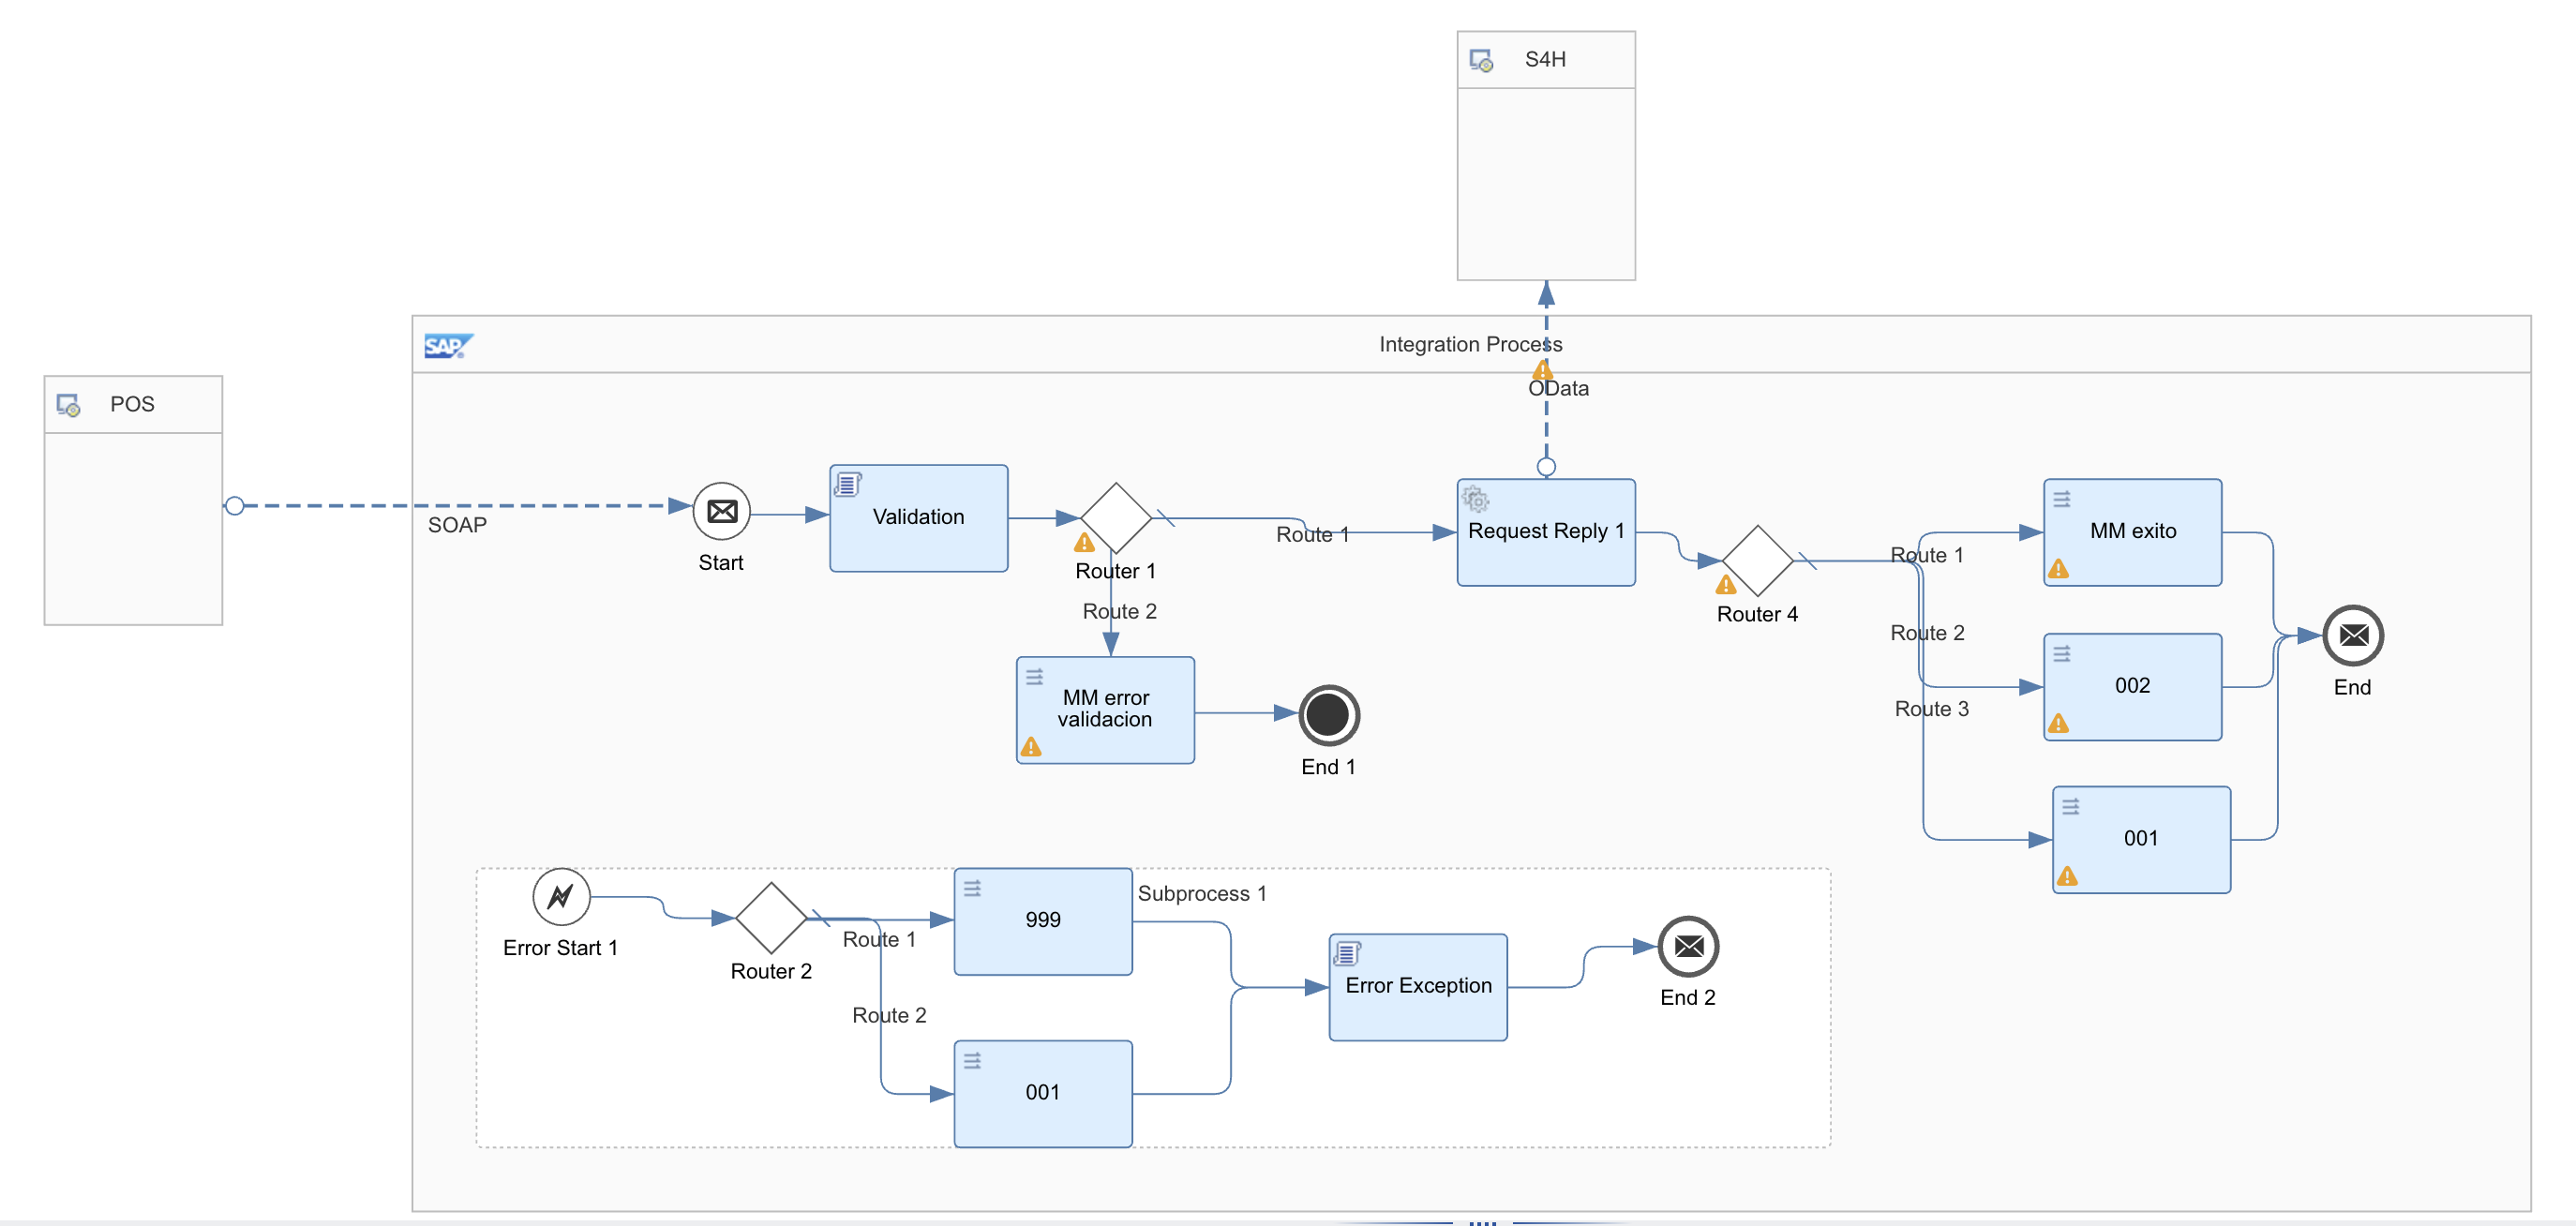 S4H
SAP
Integration Process
OData
POS
SOAP
Start
Validation
Router 1
Route 1
Route 2
Request Reply 1
Router 4
Route 1
Route 2
Route 3
MM exito
002
001
End
MM error
validacion
End 1
Error Start 1
Router 2
Route 1
Route 2
999
Subprocess 1
001
Error Exception
End 2